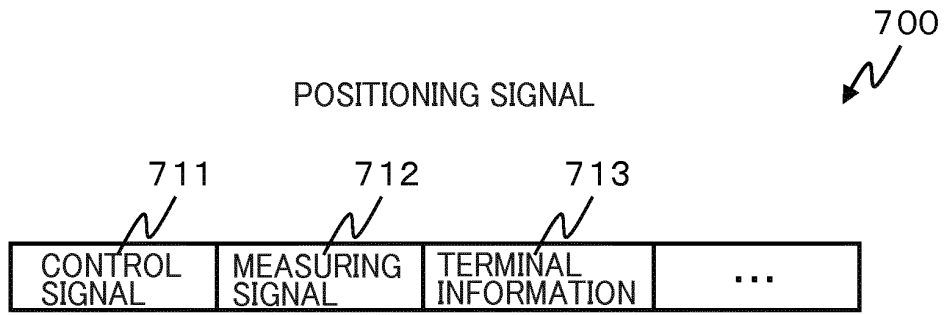 700
POSITIONING SIGNAL
711 712 713
CONTROL SIGNAL
MEASURING SIGNAL
TERMINAL INFORMATION
...